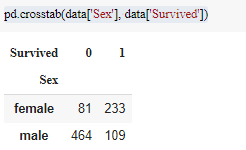 pd.crosstab(data['Sex'], data['Survived'])
Survived 0 1
Sex
female 81 233
male 464 109